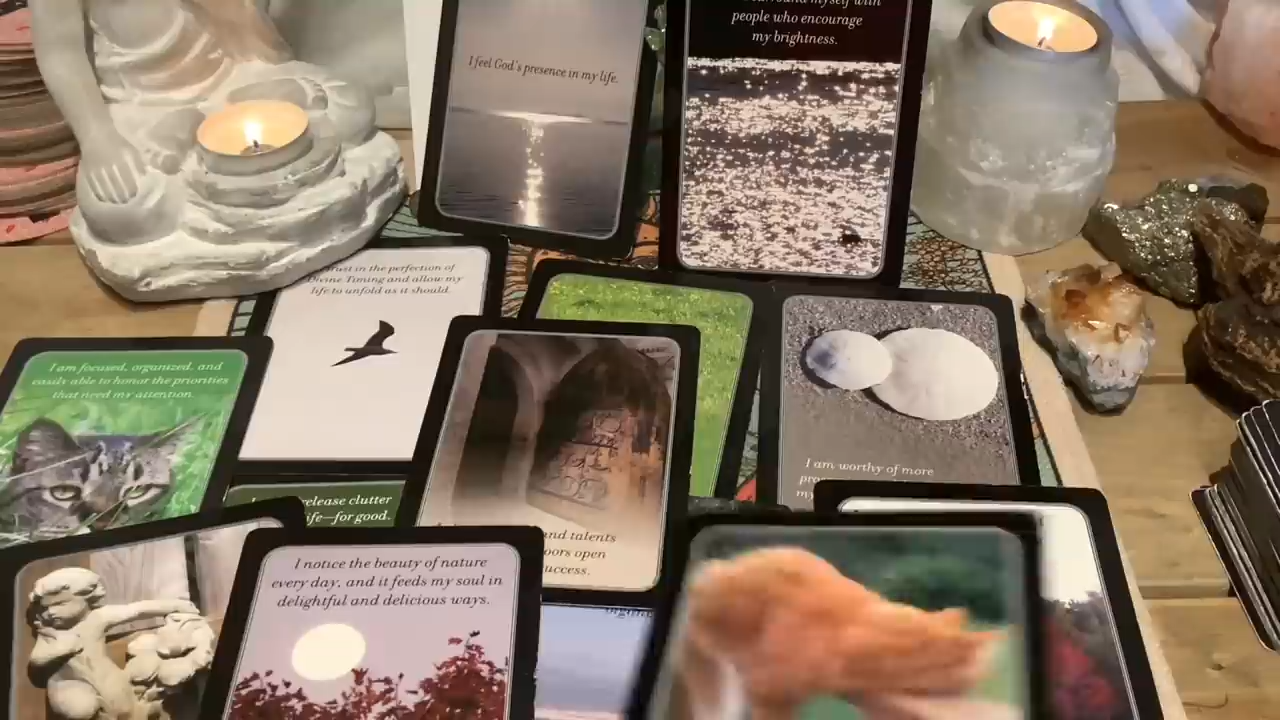 I feel God's presence in my life.
myself with
people who encourage
my brightness.
trust in the perfection of
Divine Timing and allow my
life to unfold as it should.
I am focused, organized, and
easily able to honor the priorities
that need my attention.
release clutter
life—for good.
I am worthy of more
and talents
doors open
success.
I notice the beauty of nature
every day, and it feeds my soul in
delightful and delicious ways.